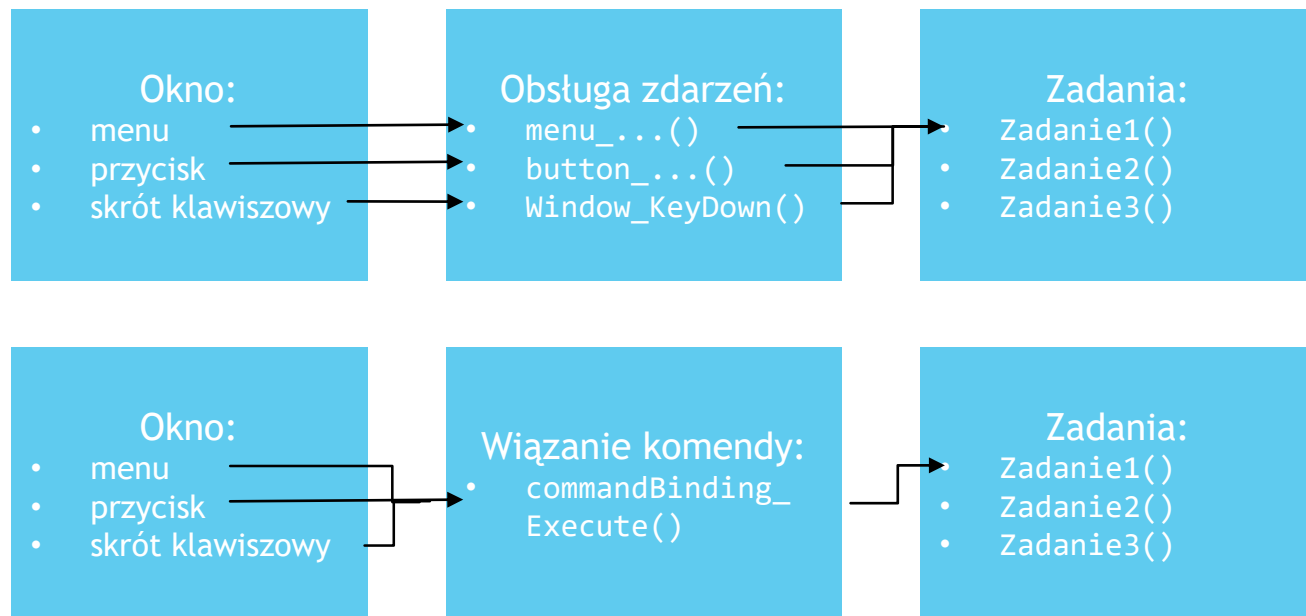 Okno:
• menu
• przycisk
• skrót klawiszowy
Obsługa zdarzeń:
• menu_...()
• button_...()
• Window_KeyDown()
Zadania:
• Zadanie1()
• Zadanie2()
• Zadanie3()
Okno:
• menu
• przycisk
• skrót klawiszowy
Wiązanie komendy:
• commandBinding_
Execute()
Zadania:
• Zadanie1()
• Zadanie2()
• Zadanie3()